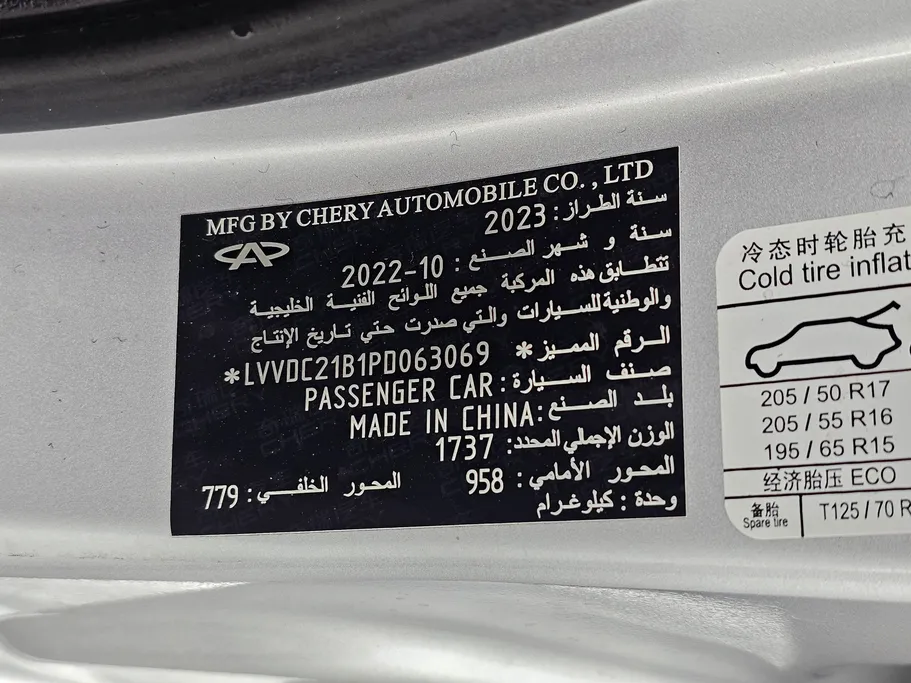 MFG BY CHERY AUTOMOBILE CO. , LTD
سنة الطراز : 2023
سنة و شهر الصنع : 2022-10
تتطابق هذه المركبة جميع اللوائح الفنية الخليجية
والوطنية للسيارات والتي صدرت حتي تاريخ الإنتاج
الرقم المميز *
*LVVDC21B1PD063069
صنف السيارة : PASSENGER CAR
بلد الصنع : MADE IN CHINA
الوزن الإجمالي المحدد: 1737
المحور الأمامي : 958
المحور الخلفي : 779
وحدة : كيلوغرام
冷态时轮胎充
Cold tire inflat
205 / 50 R17
205 / 55 R16
195 / 65 R15
经济胎压 ECO
备胎
Spare tire
T125 / 70 R